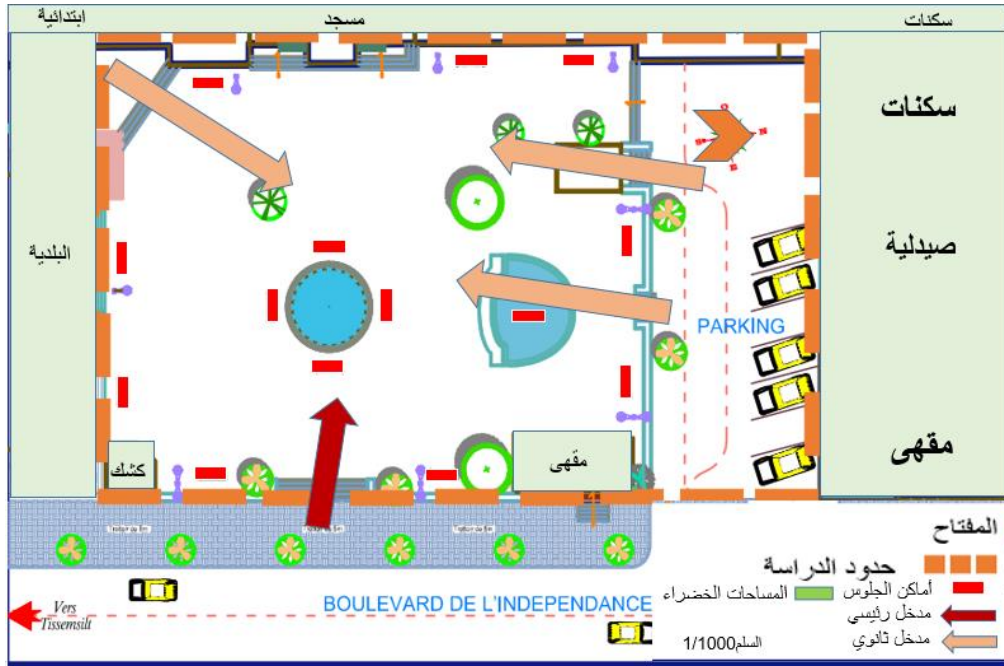 ابتدائية
مسجد
سكنات
سكنات
صيدلية
البلدية
PARKING
مقهى
كشك
مقهى
المفتاح
حدود الدراسة
أماكن الجلوس
المساحات الخضراء
مدخل رئيسي
مدخل ثانوي
السلم1/1000
BOULEVARD DE L'INDEPENDANCE
Vers
Tissemsilt